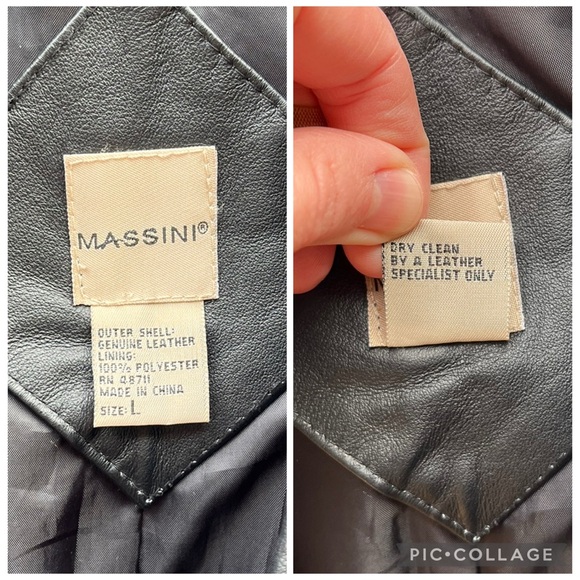 MASSINI®
OUTER SHELL:
GENUINE LEATHER
LINING:
100% POLYESTER
RN 48711
MADE IN CHINA
SIZE: L
DRY CLEAN
BY A LEATHER
SPECIALIST ONLY
PIC•COLLAGE